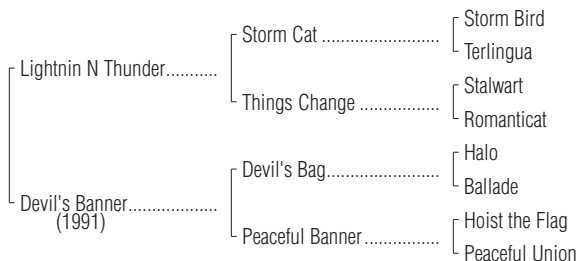 Storm Bird
Storm Cat ..........................
Terlingua
Lightnin N Thunder...........
Stalwart
Things Change ..................
Romanticat
Halo
Devil's Bag.........................
Ballade
Devil's Banner....................
(1991)
Hoist the Flag
Peaceful Banner.................
Peaceful Union